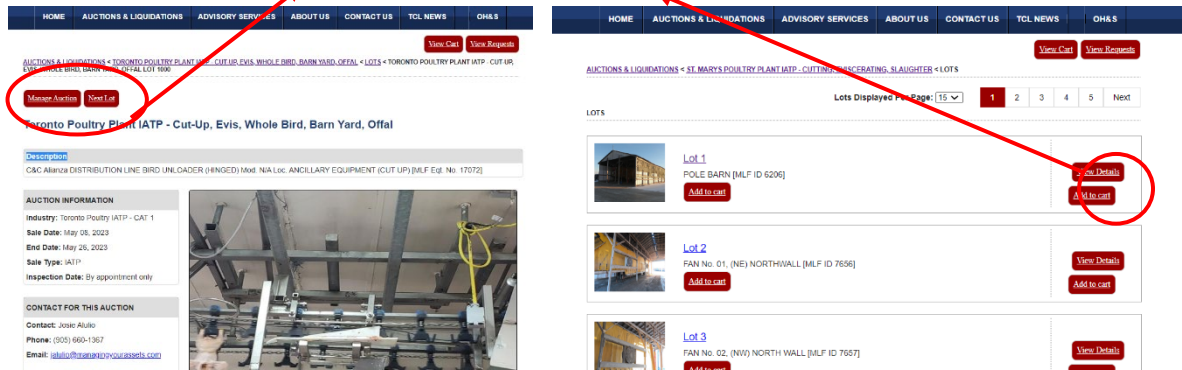 HOME AUCTIONS & LIQUIDATIONS ADVISORY SERVICES ABOUT US CONTACT US TCL NEWS OH&S
View Cart View Requests
AUCTIONS & LIQUIDATIONS < TORONTO POULTRY PLANT IATP - CUT UP, EVIS, WHOLE BIRD, BARN YARD, OFFAL < LOTS < TORONTO POULTRY PLANT IATP - CUT UP,
EVIS, WHOLE BIRD, BARN YARD, OFFAL LOT 1000
Manage Auction Next Lot
Toronto Poultry Plant IATP - Cut-Up, Evis, Whole Bird, Barn Yard, Offal
Description
C&C Alianza DISTRIBUTION LINE BIRD UNLOADER (HINGED) Mod. N/A Loc. ANCILLARY EQUIPMENT (CUT UP) [MLF Eqt. No. 17072]
AUCTION INFORMATION
Industry: Toronto Poultry IATP - CAT 1
Sale Date: May 08, 2023
End Date: May 26, 2023
Sale Type: IATP
Inspection Date: By appointment only
CONTACT FOR THIS AUCTION
Contact: Josie Alulio
Phone: (905) 660-1367
Email: jalulio@managingyourassets.com
HOME AUCTIONS & LIQUIDATIONS ADVISORY SERVICES ABOUT US CONTACT US TCL NEWS OH&S
View Cart View Requests
AUCTIONS & LIQUIDATIONS < ST. MARYS POULTRY PLANT IATP - CUTTING, EVISCERATING, SLAUGHTER < LOTS
Lots Displayed Per Page: 15 1 2 3 4 5 Next
LOTS
Lot 1
POLE BARN [MLF ID 6206]
Add to cart
View Details
Add to cart
Lot 2
FAN No. 01, (NE) NORTHWALL [MLF ID 7656]
Add to cart
View Details
Add to cart
Lot 3
FAN No. 02, (NW) NORTH WALL [MLF ID 7657]
Add to cart
View Details